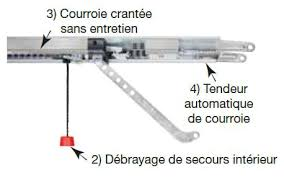 3) Courroie crantée
sans entretien
4) Tendeur
automatique
de courroie
2) Débrayage de secours intérieur